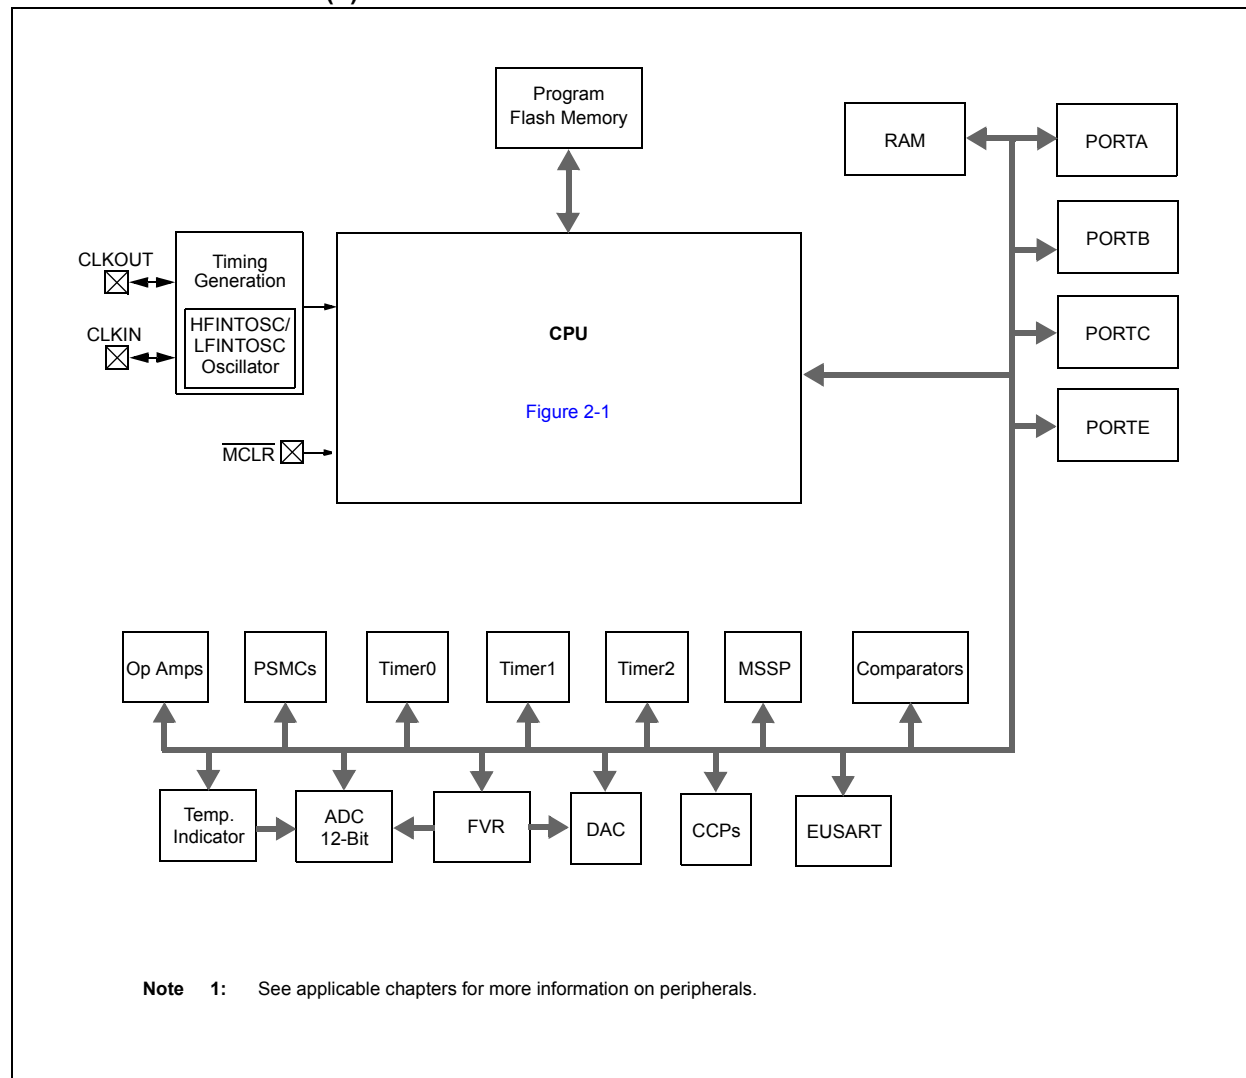 Program
Flash Memory
RAM
PORTA
PORTB
PORTC
PORTE
CLKOUT
CLKIN
Timing
Generation
HFINTOSC/
LFINTOSC
Oscillator
MCLR
CPU
Figure 2-1
Op Amps
PSMCs
Timer0
Timer1
Timer2
MSSP
Comparators
Temp.
Indicator
ADC
12-Bit
FVR
DAC
CCPs
EUSART
Note 1: See applicable chapters for more information on peripherals.